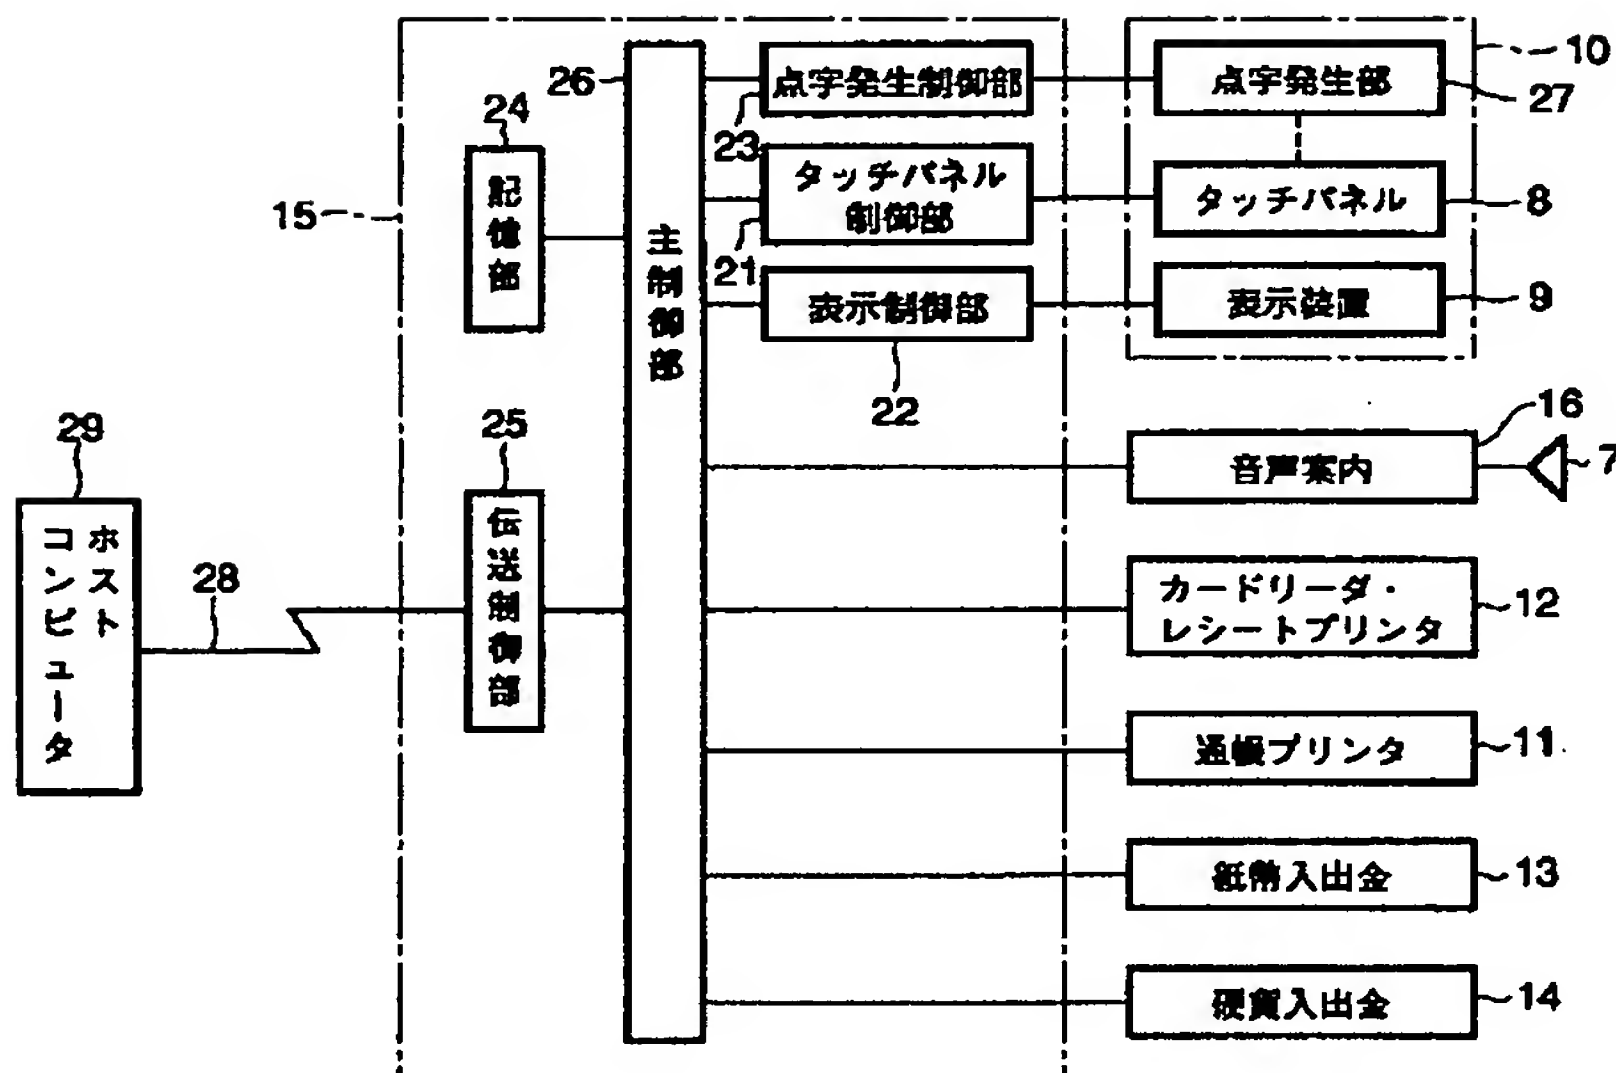 10
26
点字発生制御部
点字発生部
27
24
23
記憶部
タッチパネル
制御部
タッチパネル
8
15
主制御部
21
表示制御部
表示装置
9
22
16
25
29
音声案内
7
ホスト
コンピュータ
伝送制御部
28
カードリーダ・
レシートプリンタ
12
通帳プリンタ
11
紙幣入出金
13
硬貨入出金
14